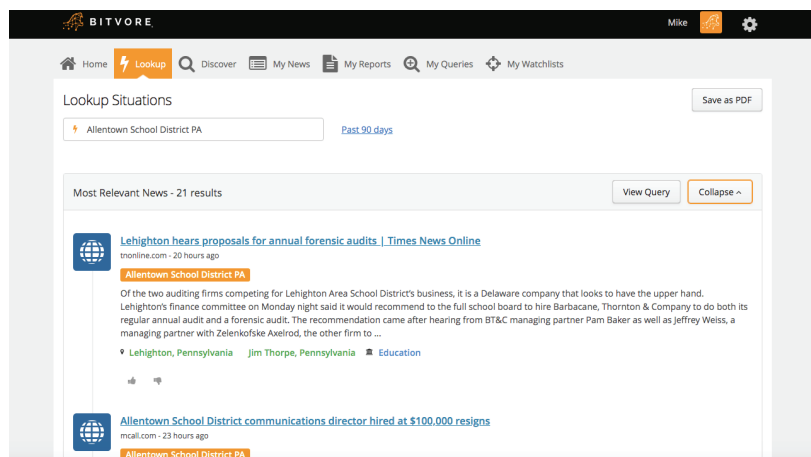 BITVORE
Mike
Home
Lookup
Discover
My News
My Reports
My Queries
My Watchlists
Lookup Situations
Save as PDF
Allentown School District PA
Past 90 days
Most Relevant News - 21 results
View Query
Collapse
Lehighton hears proposals for annual forensic audits | Times News Online
tnonline.com - 20 hours ago
Allentown School District PA
Of the two auditing firms competing for Lehighton Area School District's business, it is a Delaware company that looks to have the upper hand.
Lehighton's finance committee on Monday night said it would recommend to the full school board to hire Barbacane, Thornton & Company to do both its
regular annual audit and a forensic audit. The recommendation came after hearing from BT&C managing partner Pam Baker as well as Jeffrey Weiss, a
managing partner with Zelenkofske Axelrod, the other firm to ...
Lehighton, Pennsylvania Jim Thorpe, Pennsylvania Education
Allentown School District communications director hired at $100,000 resigns
mcall.com - 23 hours ago
Allentown School District PA